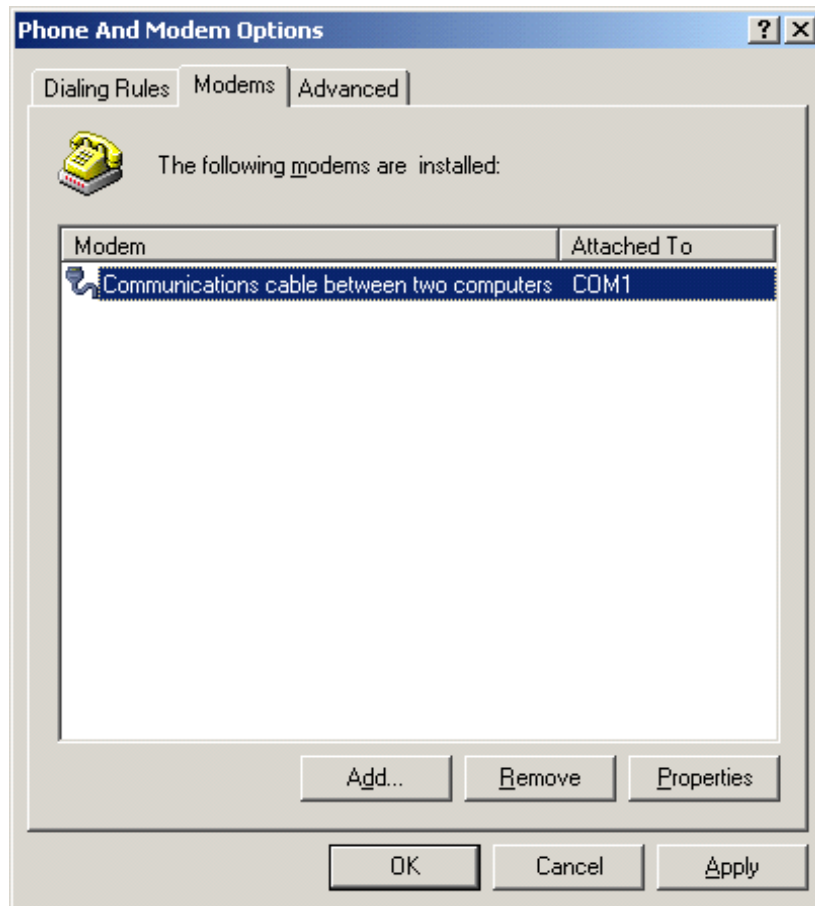 Phone And Modem Options
Dialing Rules Modems Advanced
The following modems are installed:
Modem Attached To
Communications cable between two computers COM1
Add... Remove Properties
OK Cancel Apply